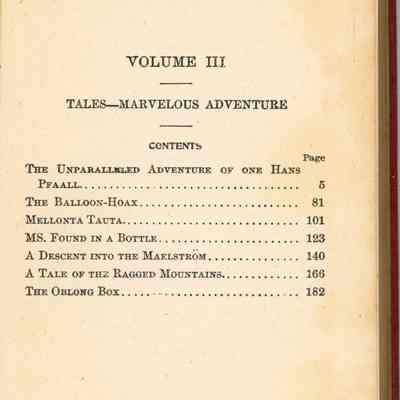 VOLUME III
TALES—MARVELOUS ADVENTURE
CONTENTS
Page
THE UNPARALLELED ADVENTURE OF ONE HANS
PFAALL.......................................... 5
THE BALLOON-HOAX.............................. 81
MELLONTA TAUTA................................ 101
MS. FOUND IN A BOTTLE......................... 123
A DESCENT INTO THE MAELSTRÖM............... 140
A TALE OF THE RAGGED MOUNTAINS............. 166
THE OBLONG BOX................................ 182